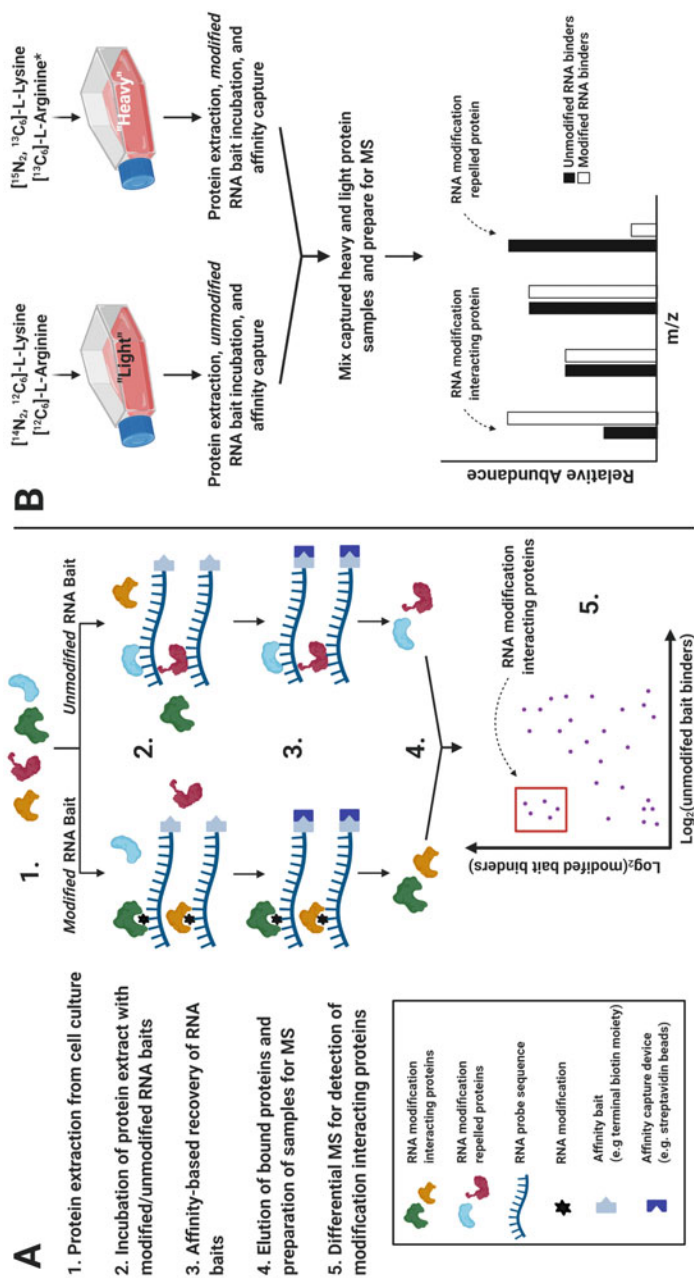 A
1. Protein extraction from cell culture
2. Incubation of protein extract with
modified/unmodified RNA baits
3. Affinity-based recovery of RNA
baits
4. Elution of bound proteins and
preparation of samples for MS
5. Differential MS for detection of
modification interacting proteins
RNA modification
interacting proteins
RNA modification
repelled proteins
RNA probe sequence
RNA modification
Affinity bait
(e.g terminal biotin moiety)
Affinity capture device
(e.g. streptavidin beads)
1.
Modified RNA Bait
Unmodified RNA Bait
2.
3.
4.
RNA modification
interacting proteins
5.
Log₂(modifed bait binders)
Log₂(unmodifed bait binders)
B
[¹⁴N₂, ¹²C₆]-L-Lysine
[¹²C₆]-L-Arginine
[¹⁵N₂, ¹³C₆]-L-Lysine
[¹³C₆]-L-Arginine*
"Light"
"Heavy"
Protein extraction, unmodified
RNA bait incubation, and
affinity capture
Protein extraction, modified
RNA bait incubation, and
affinity capture
Mix captured heavy and light protein
samples and prepare for MS
RNA modification
interacting protein
RNA modification
repelled protein
Unmodified RNA binders
Modified RNA binders
Relative Abundance
m/z